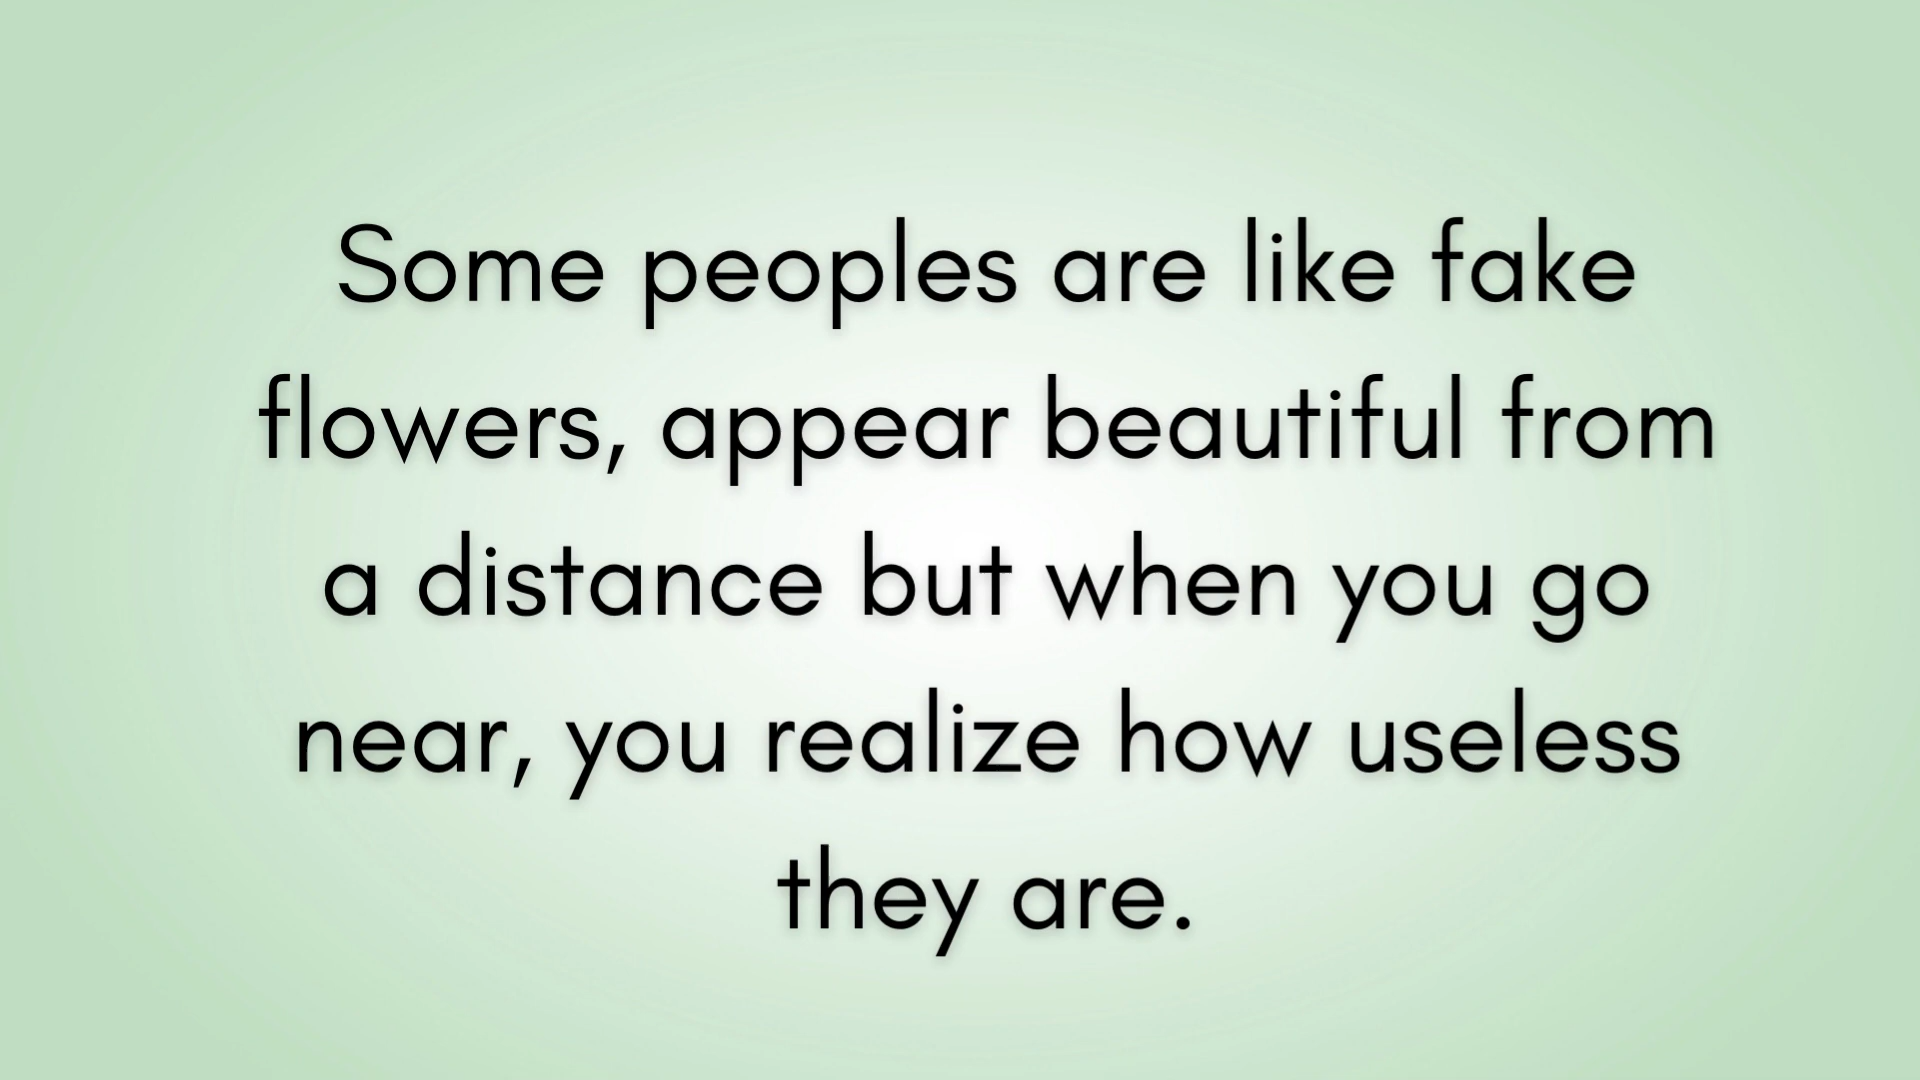 Some peoples are like fake
flowers, appear beautiful from
a distance but when you go
near, you realize how useless
they are.